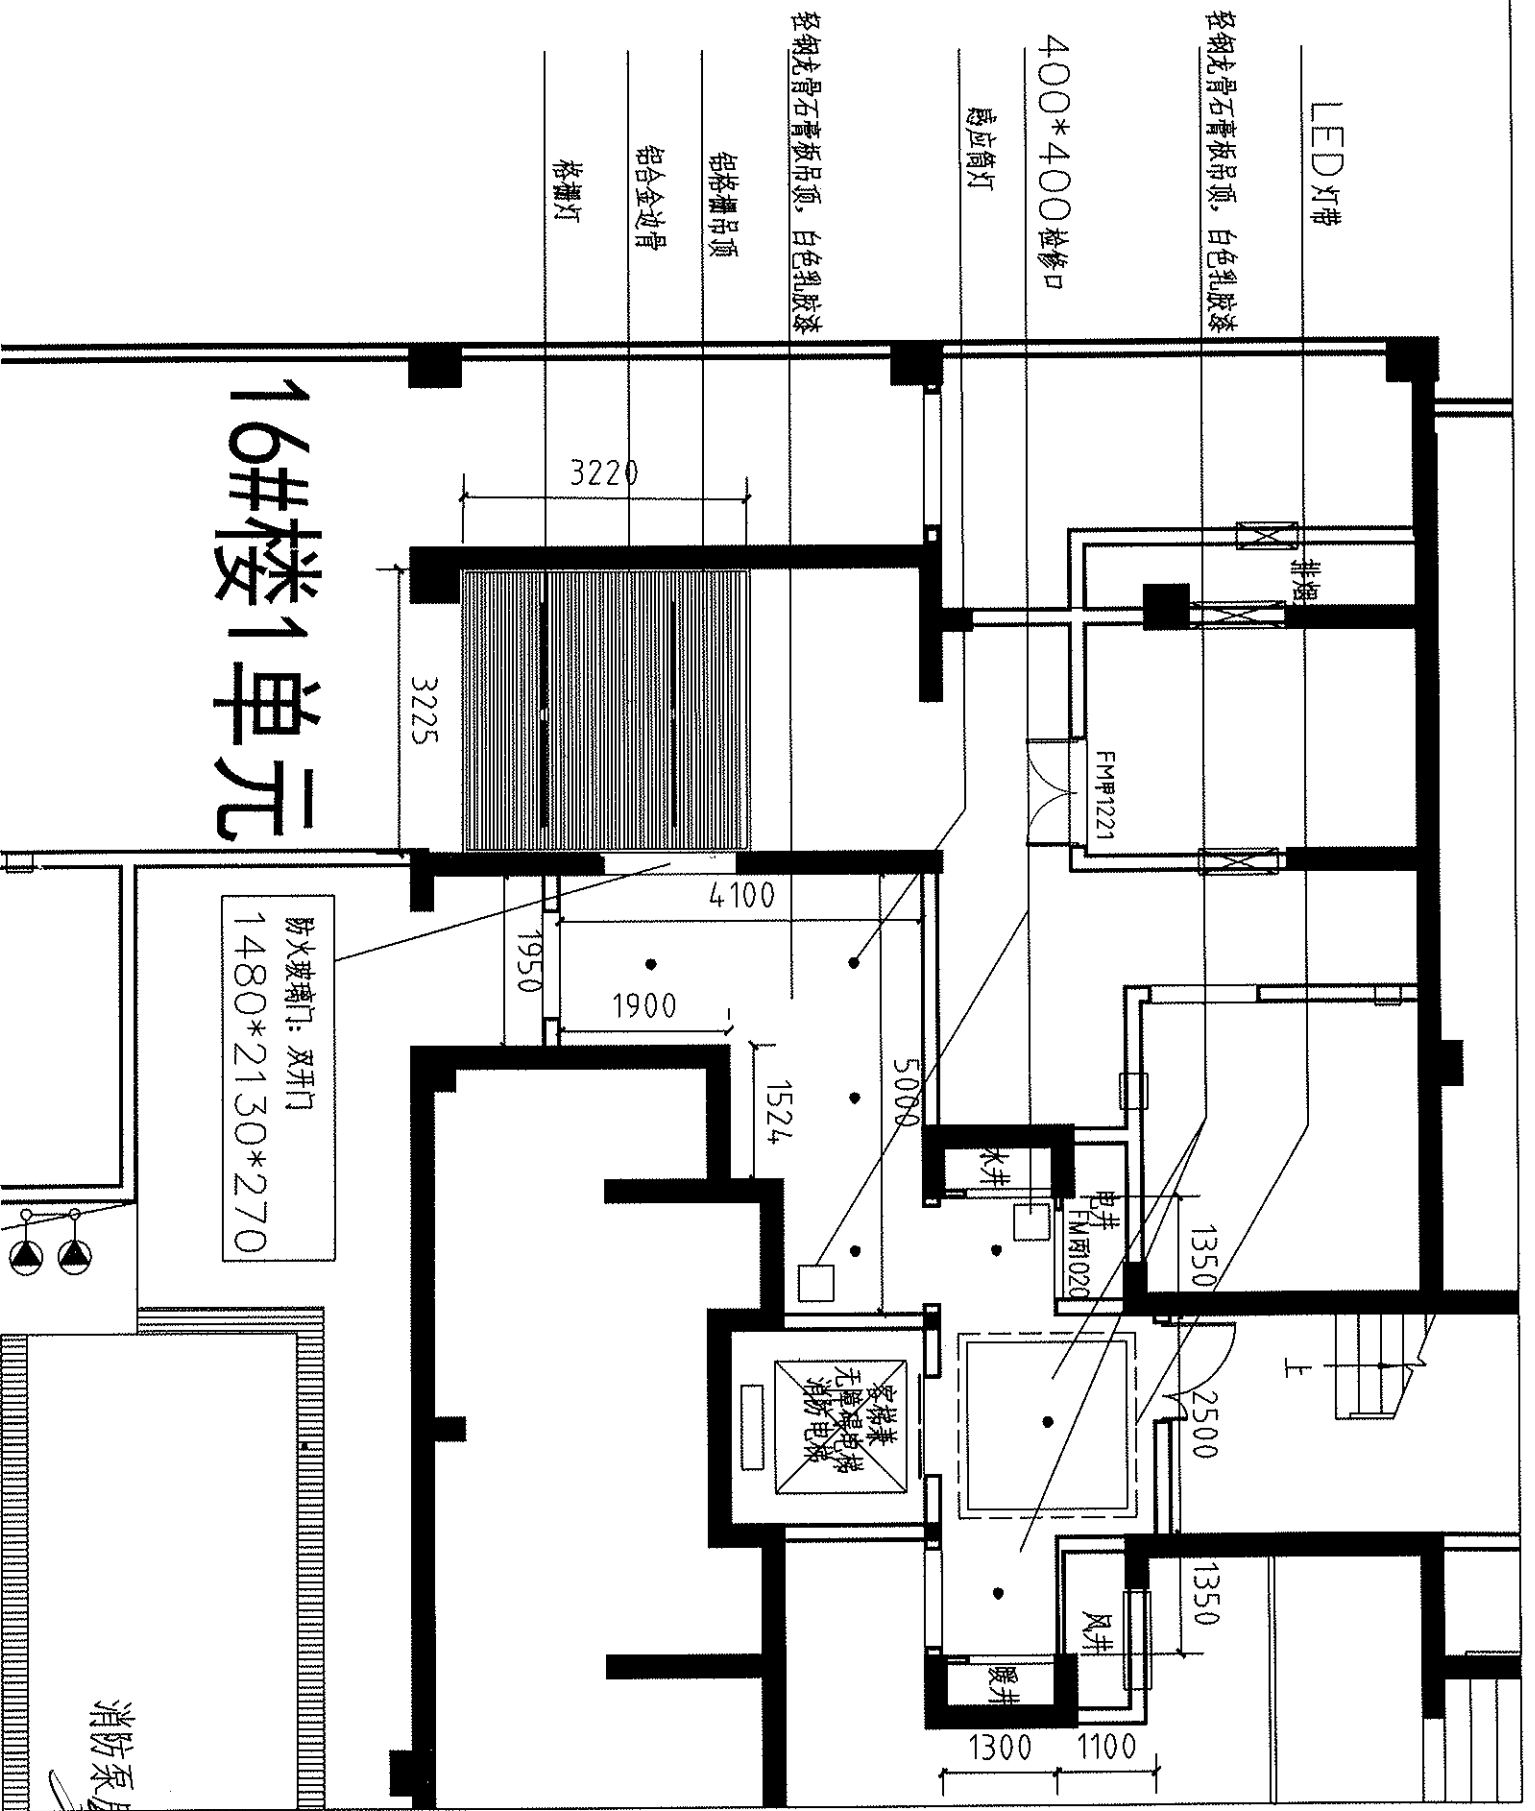 LED灯带
轻钢龙骨石膏板吊顶，白色乳胶漆
400*400检修口
感应筒灯
轻钢龙骨石膏板吊顶，白色乳胶漆
铝格栅吊顶
铝合金边骨
格栅灯
排烟
3220
3225
FM甲1221
4100
1950
1900
1524
5000
水井
电井
FM丙1020
1350
2500
1350
上
客梯兼
无障碍电梯
消防电梯
风井
暖井
1300
1100
16#楼1单元
防火玻璃门：双开门
1480*2130*270
消防泵